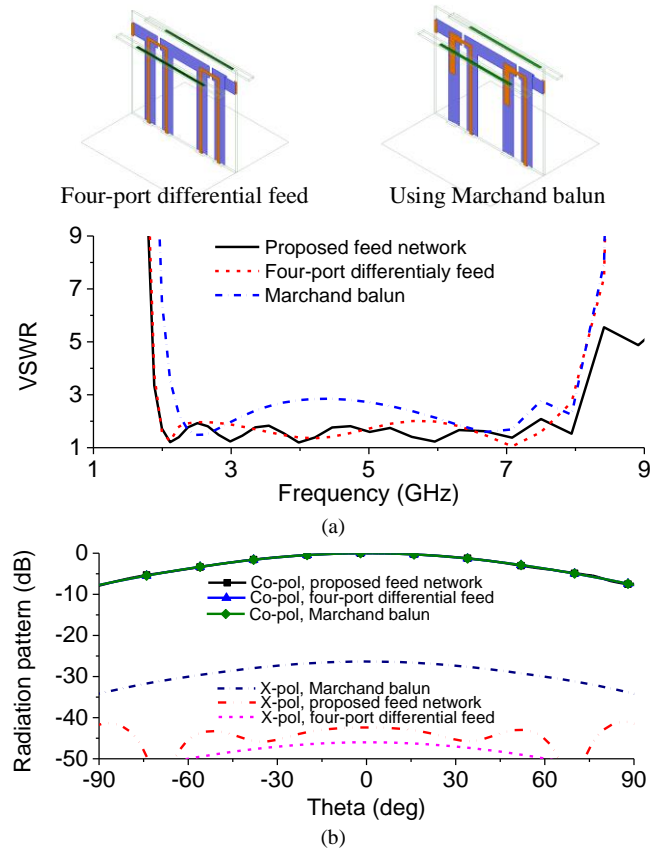 Four-port differential feed
Using Marchand balun
9
7
5
3
1
VSWR
Proposed feed network
Four-port differentialy feed
Marchand balun
1
3
5
7
9
Frequency (GHz)
(a)
0
-10
-20
-30
-40
-50
Radiation pattern (dB)
Co-pol, proposed feed network
Co-pol, four-port differential feed
Co-pol, Marchand balun
X-pol, Marchand balun
X-pol, proposed feed network
X-pol, four-port differential feed
-90
-60
-30
0
30
60
90
Theta (deg)
(b)